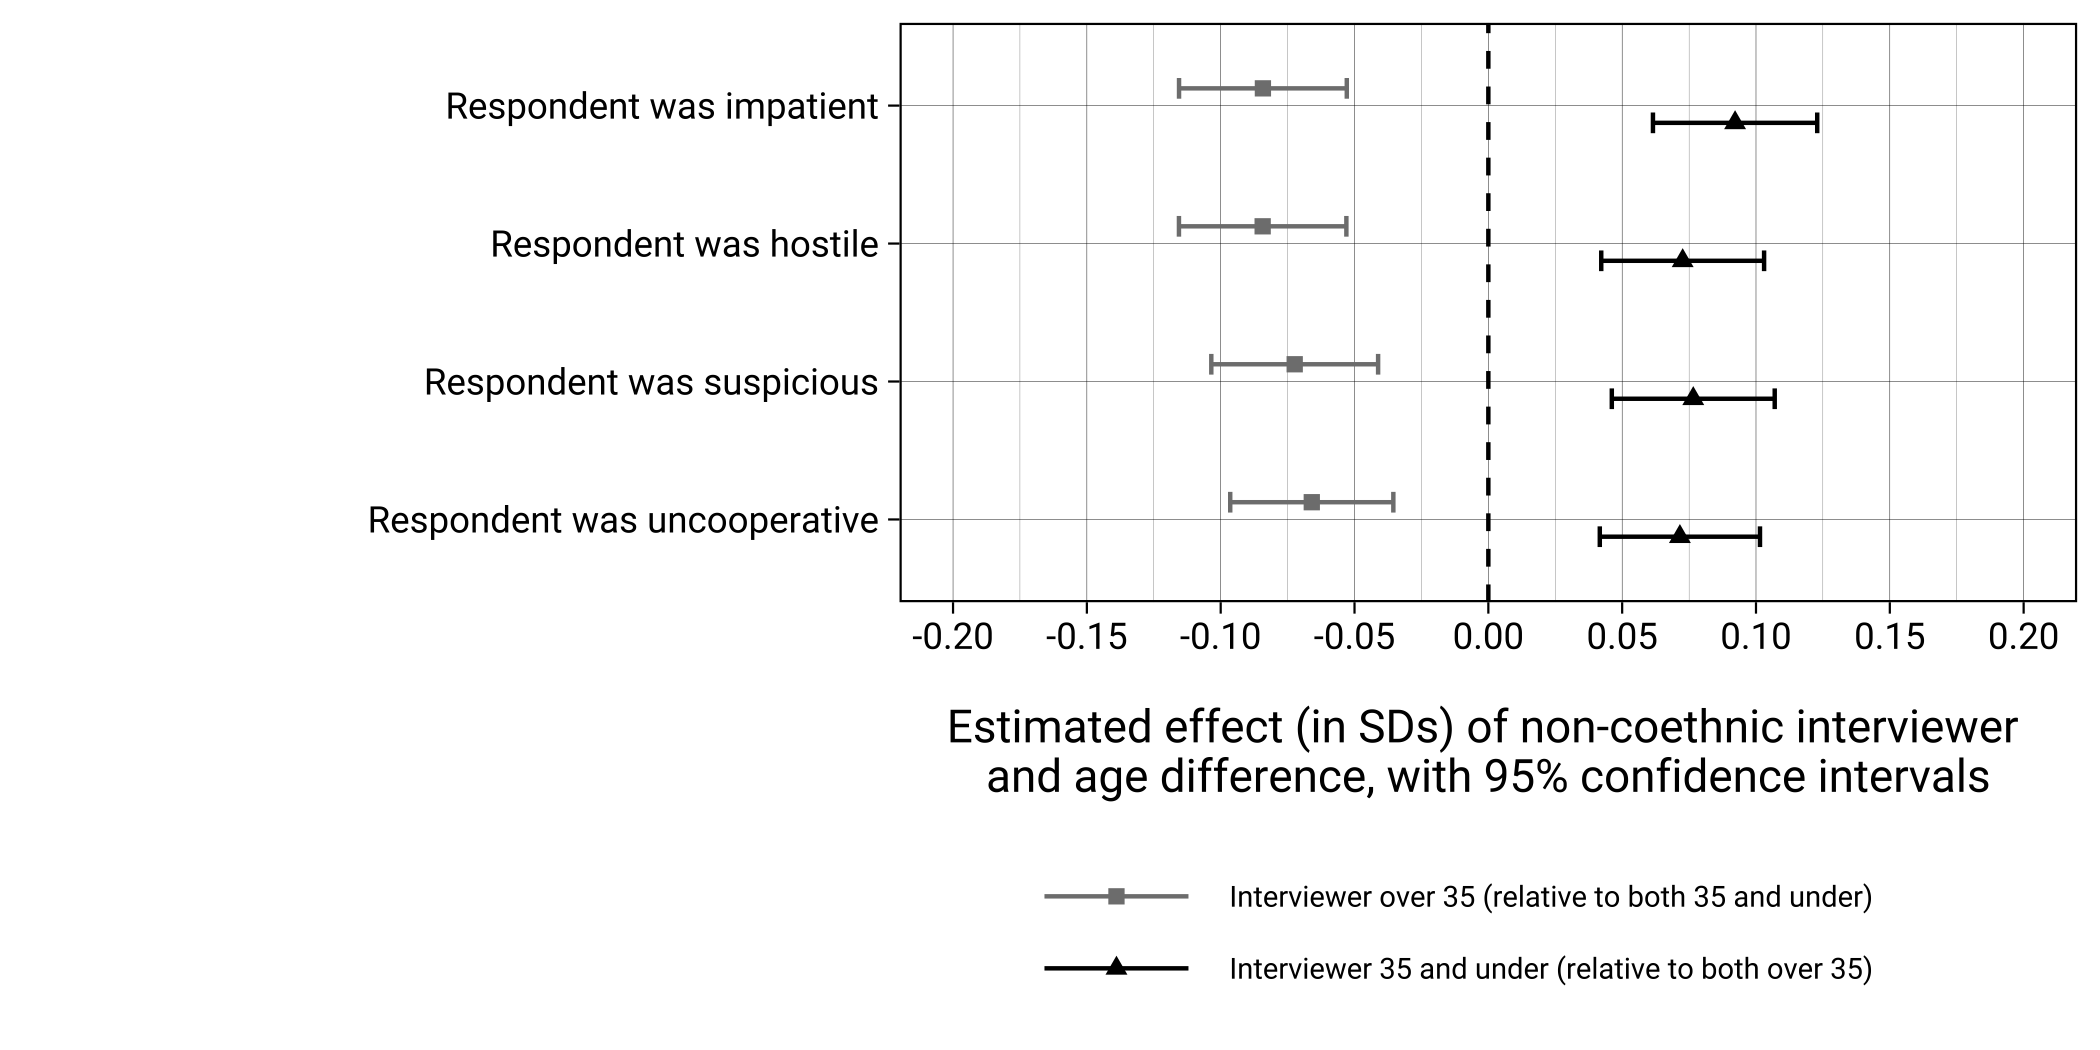 Respondent was impatient
Respondent was hostile
Respondent was suspicious
Respondent was uncooperative
-0.20 -0.15 -0.10 -0.05 0.00 0.05 0.10 0.15 0.20
Estimated effect (in SDs) of non-coethnic interviewer
and age difference, with 95% confidence intervals
Interviewer over 35 (relative to both 35 and under)
Interviewer 35 and under (relative to both over 35)